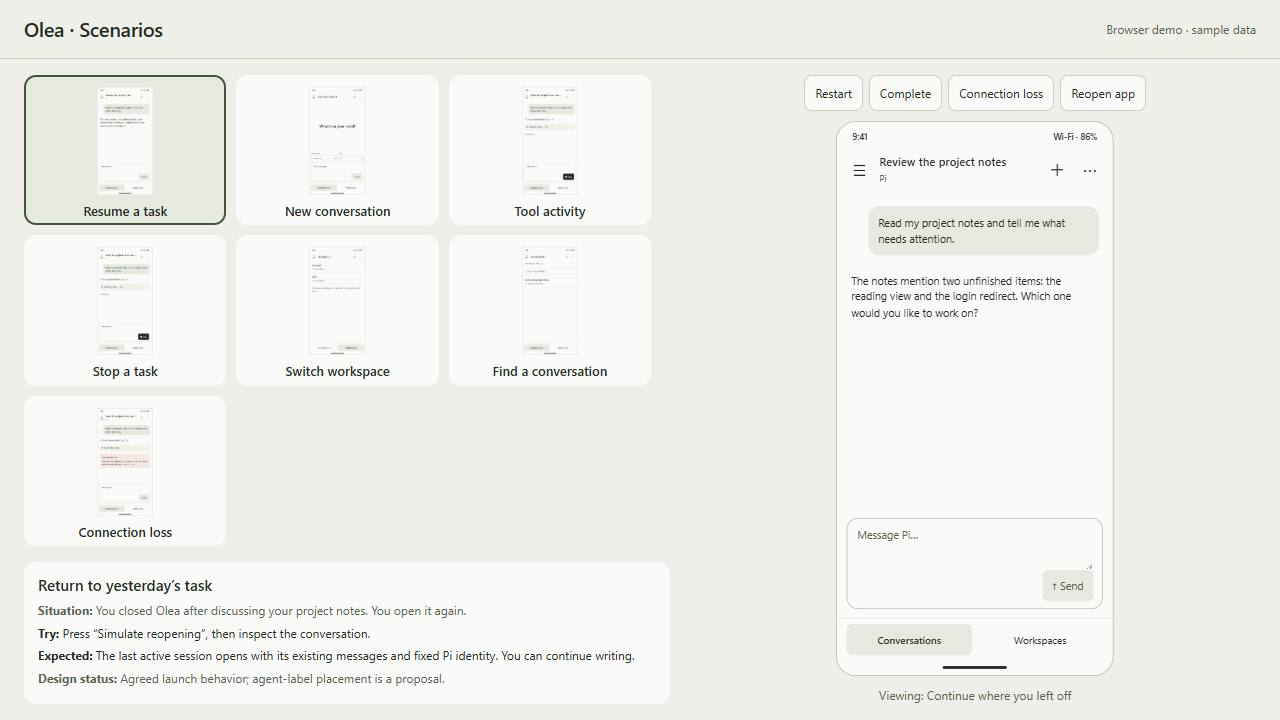 Olea · Scenarios
Browser demo · sample data
Resume a task
New conversation
What's on your mind?
Tool activity
Stop a task
Switch workspace
Find a conversation
Connection loss
Return to yesterday's task
Situation: You closed Olea after discussing your project notes. You open it again.
Try: Press “Simulate reopening”, then inspect the conversation.
Expected: The last active session opens with its existing messages and fixed Pi identity. You can continue writing.
Design status: Agreed launch behavior; agent-label placement is a proposal.
Restart
Complete
Connection loss
Reopen app
9:41
Wi-Fi · 86%
☰
Review the project notes
Pi
+
...
Read my project notes and tell me what
needs attention.
The notes mention two unfinished items: the
reading view and the login redirect. Which one
would you like to work on?
Message Pi...
↑ Send
Conversations
Workspaces
Viewing: Continue where you left off